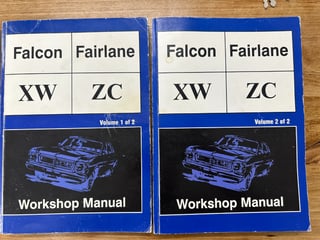 Falcon Fairlane
XW ZC
Volume 1 of 2
Workshop Manual
Falcon Fairlane
XW ZC
Volume 2 of 2
Workshop Manual